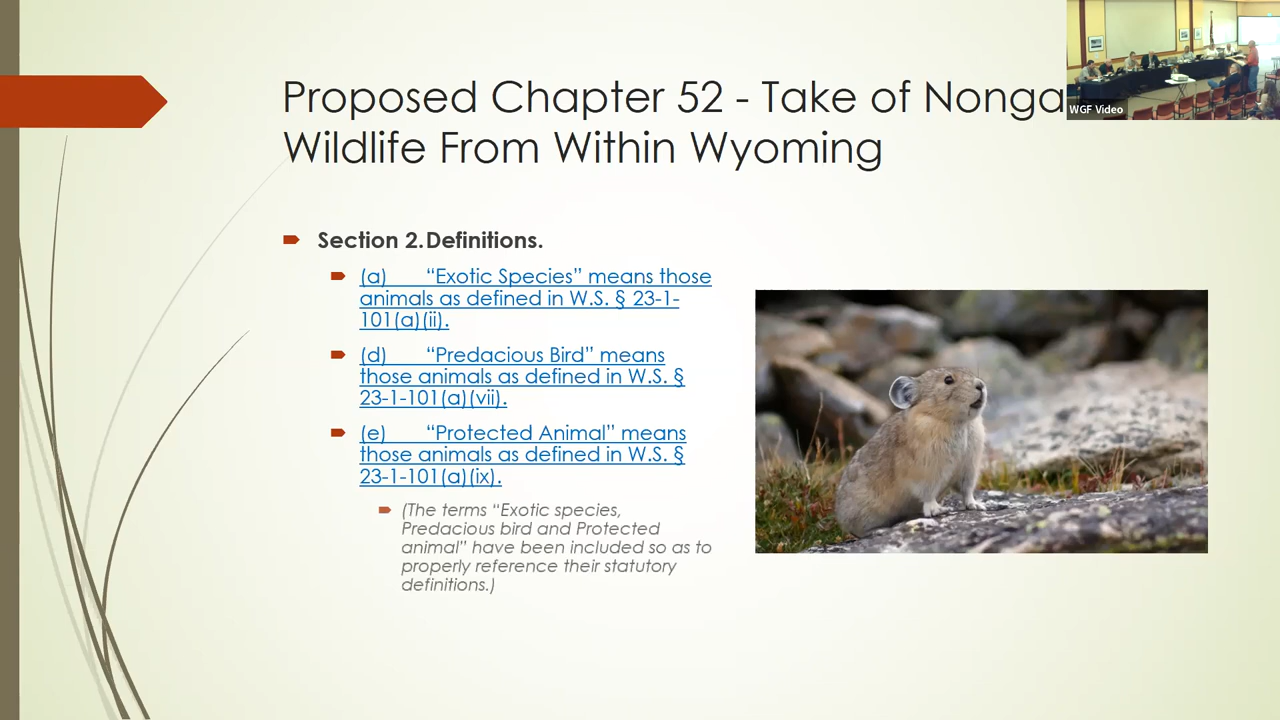 Proposed Chapter 52 - Take of Nonga
Wildlife From Within Wyoming
WGF Video
Section 2. Definitions.
(a) “Exotic Species” means those
animals as defined in W.S. § 23-1-
101(a)(ii).
(d) “Predacious Bird” means
those animals as defined in W.S. §
23-1-101(a)(vii).
(e) “Protected Animal” means
those animals as defined in W.S. §
23-1-101(a)(ix).
(The terms “Exotic species,
Predacious bird and Protected
animal” have been included so as to
properly reference their statutory
definitions.)